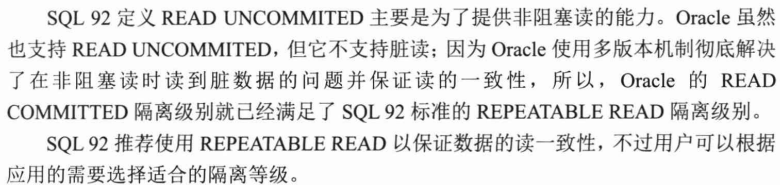 SQL 92 定义 READ UNCOMMITED 主要是为了提供非阻塞读的能力。Oracle 虽然
也支持 READ UNCOMMITED，但它不支持脏读；因为 Oracle 使用多版本机制彻底解决
了在非阻塞读时读到脏数据的问题并保证读的一致性，所以，Oracle 的 READ
COMMITTED 隔离级别就已经满足了 SQL 92 标准的 REPEATABLE READ 隔离级别。
SQL 92 推荐使用 REPEATABLE READ 以保证数据的读一致性，不过用户可以根据
应用的需要选择适合的隔离等级。